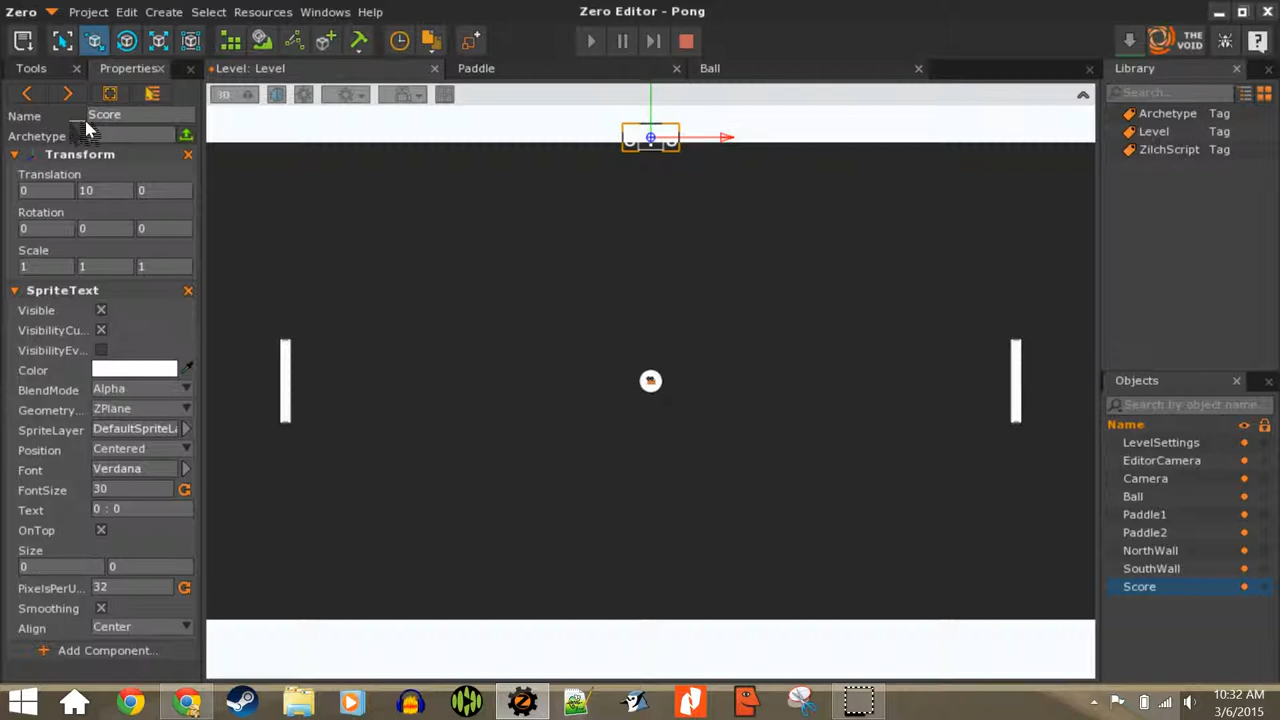 Zero Project Edit Create Select Resources Windows Help
Zero Editor - Pong
THE VOID
Tools Properties Level: Level Paddle Ball Library
3D
Search...
Name Score
Archetype
Archetype Tag
Level Tag
ZilchScript Tag
Transform
Translation
0 10 0
Rotation
0 0 0
Scale
1 1 1
SpriteText
Visible
VisibilityCu...
VisibilityEv...
Color
BlendMode Alpha
Geometry... ZPlane
SpriteLayer DefaultSpriteLa
Position Centered
Font Verdana
FontSize 30
Text 0 : 0
OnTop
Size
0 0
PixelsPerU... 32
Smoothing
Align Center
Add Component...
Objects
Search by object name...
Name
LevelSettings
EditorCamera
Camera
Ball
Paddle1
Paddle2
NorthWall
SouthWall
Score
10:32 AM
3/6/2015